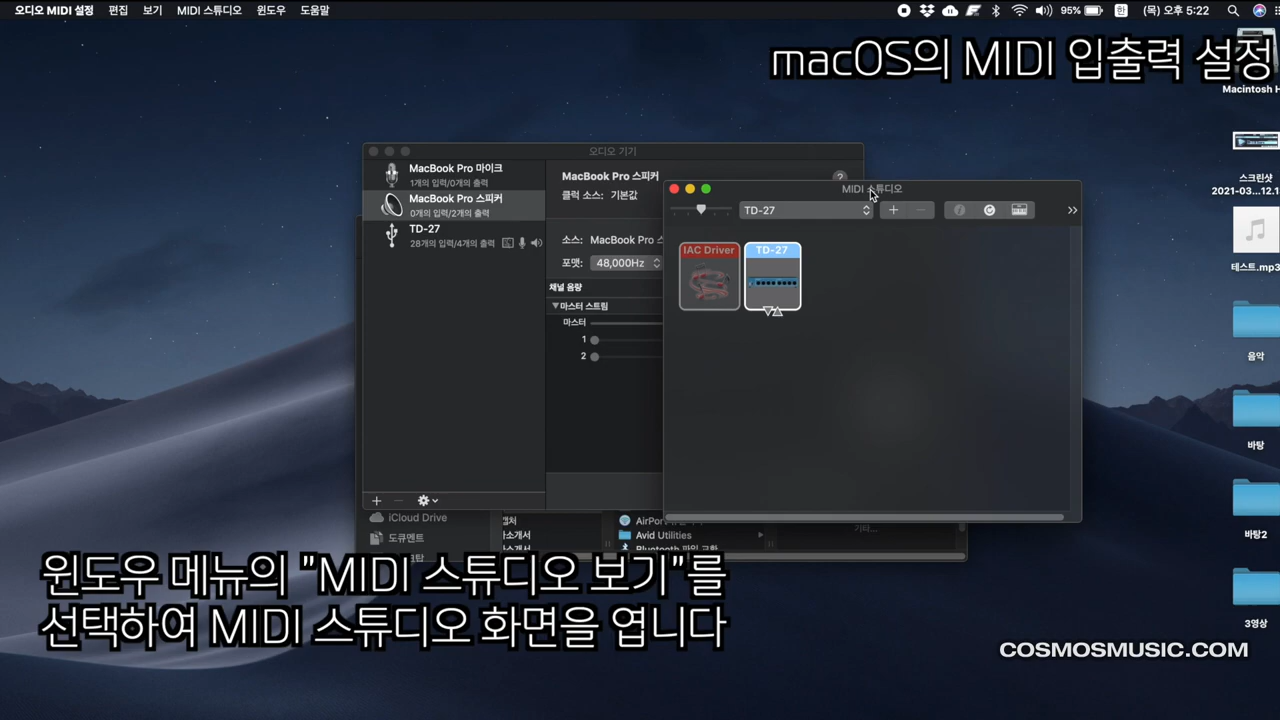 오디오 MIDI 설정 편집 보기 MIDI 스튜디오 윈도우 도움말 95% 한 (목) 오후 5:22
macOS의 MIDI 입출력 설정
Macintosh H
오디오 기기
MacBook Pro 마이크
1개의 입력/0개의 출력
MacBook Pro 스피커
0개의 입력/2개의 출력
TD-27
28개의 입력/4개의 출력
MacBook Pro 스피커
?
클럭 소스: 기본값
소스: MacBook Pro 스
포맷: 48,000Hz
채널 음량
마스터 스트림
마스터
1
2
MIDI 스튜디오
TD-27
IAC Driver
TD-27
스크린샷
2021-03...12.1
테스트.mp3
음악
바탕
바탕2
3영상
iCloud Drive
도큐멘트
AirPort
Avid Utilities
Bluetooth 파일 교환
기타...
윈도우 메뉴의 "MIDI 스튜디오 보기"를
선택하여 MIDI 스튜디오 화면을 엽니다
COSMOSMUSIC.COM